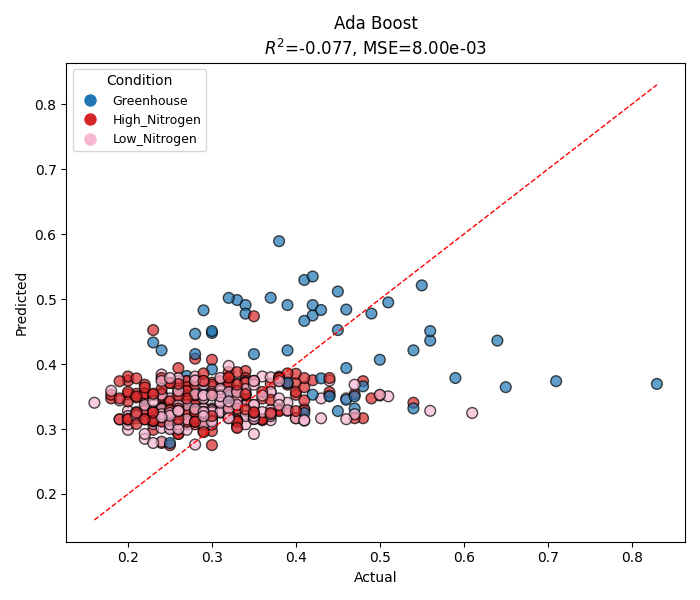 Ada Boost
R²=-0.077, MSE=8.00e-03
Condition
Greenhouse
High_Nitrogen
Low_Nitrogen
0.8
0.7
0.6
0.5
0.4
0.3
0.2
Predicted
0.2 0.3 0.4 0.5 0.6 0.7 0.8
Actual